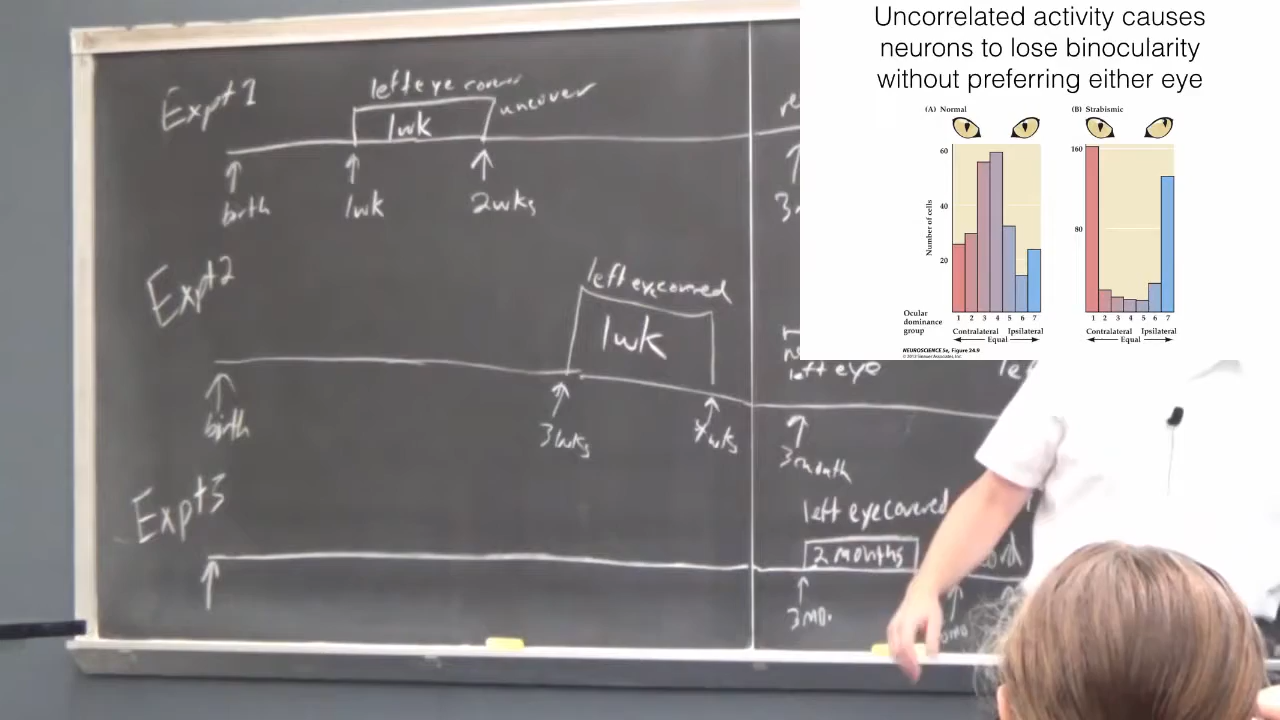 Uncorrelated activity causes
neurons to lose binocularity
without preferring either eye
(A) Normal
(B) Strabismic
60
40
20
Number of cells
160
80
Ocular
dominance
group
1 2 3 4 5 6 7
1 2 3 4 5 6 7
Contralateral Ipsilateral
Equal
Contralateral Ipsilateral
Equal
NEUROSCIENCE 5e, Figure 24.9
Expt 1
left eye
uncover
1wk
birth
1wk
2wks
Expt 2
left eye covered
1wk
birth
3wks
wks
left eye
3 month
Expt 3
left eye covered
2 months
3 mo.